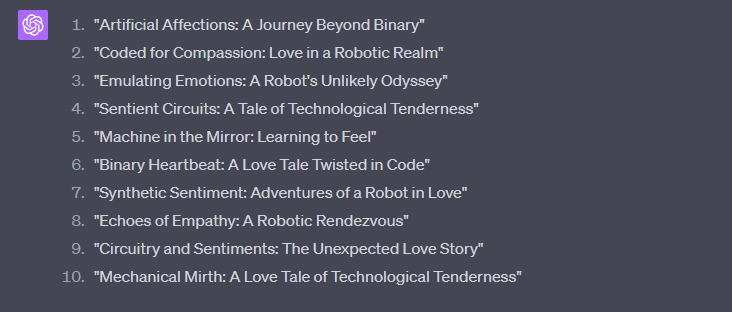 1. "Artificial Affections: A Journey Beyond Binary"
2. "Coded for Compassion: Love in a Robotic Realm"
3. "Emulating Emotions: A Robot's Unlikely Odyssey"
4. "Sentient Circuits: A Tale of Technological Tenderness"
5. "Machine in the Mirror: Learning to Feel"
6. "Binary Heartbeat: A Love Tale Twisted in Code"
7. "Synthetic Sentiment: Adventures of a Robot in Love"
8. "Echoes of Empathy: A Robotic Rendezvous"
9. "Circuitry and Sentiments: The Unexpected Love Story"
10. "Mechanical Mirth: A Love Tale of Technological Tenderness"